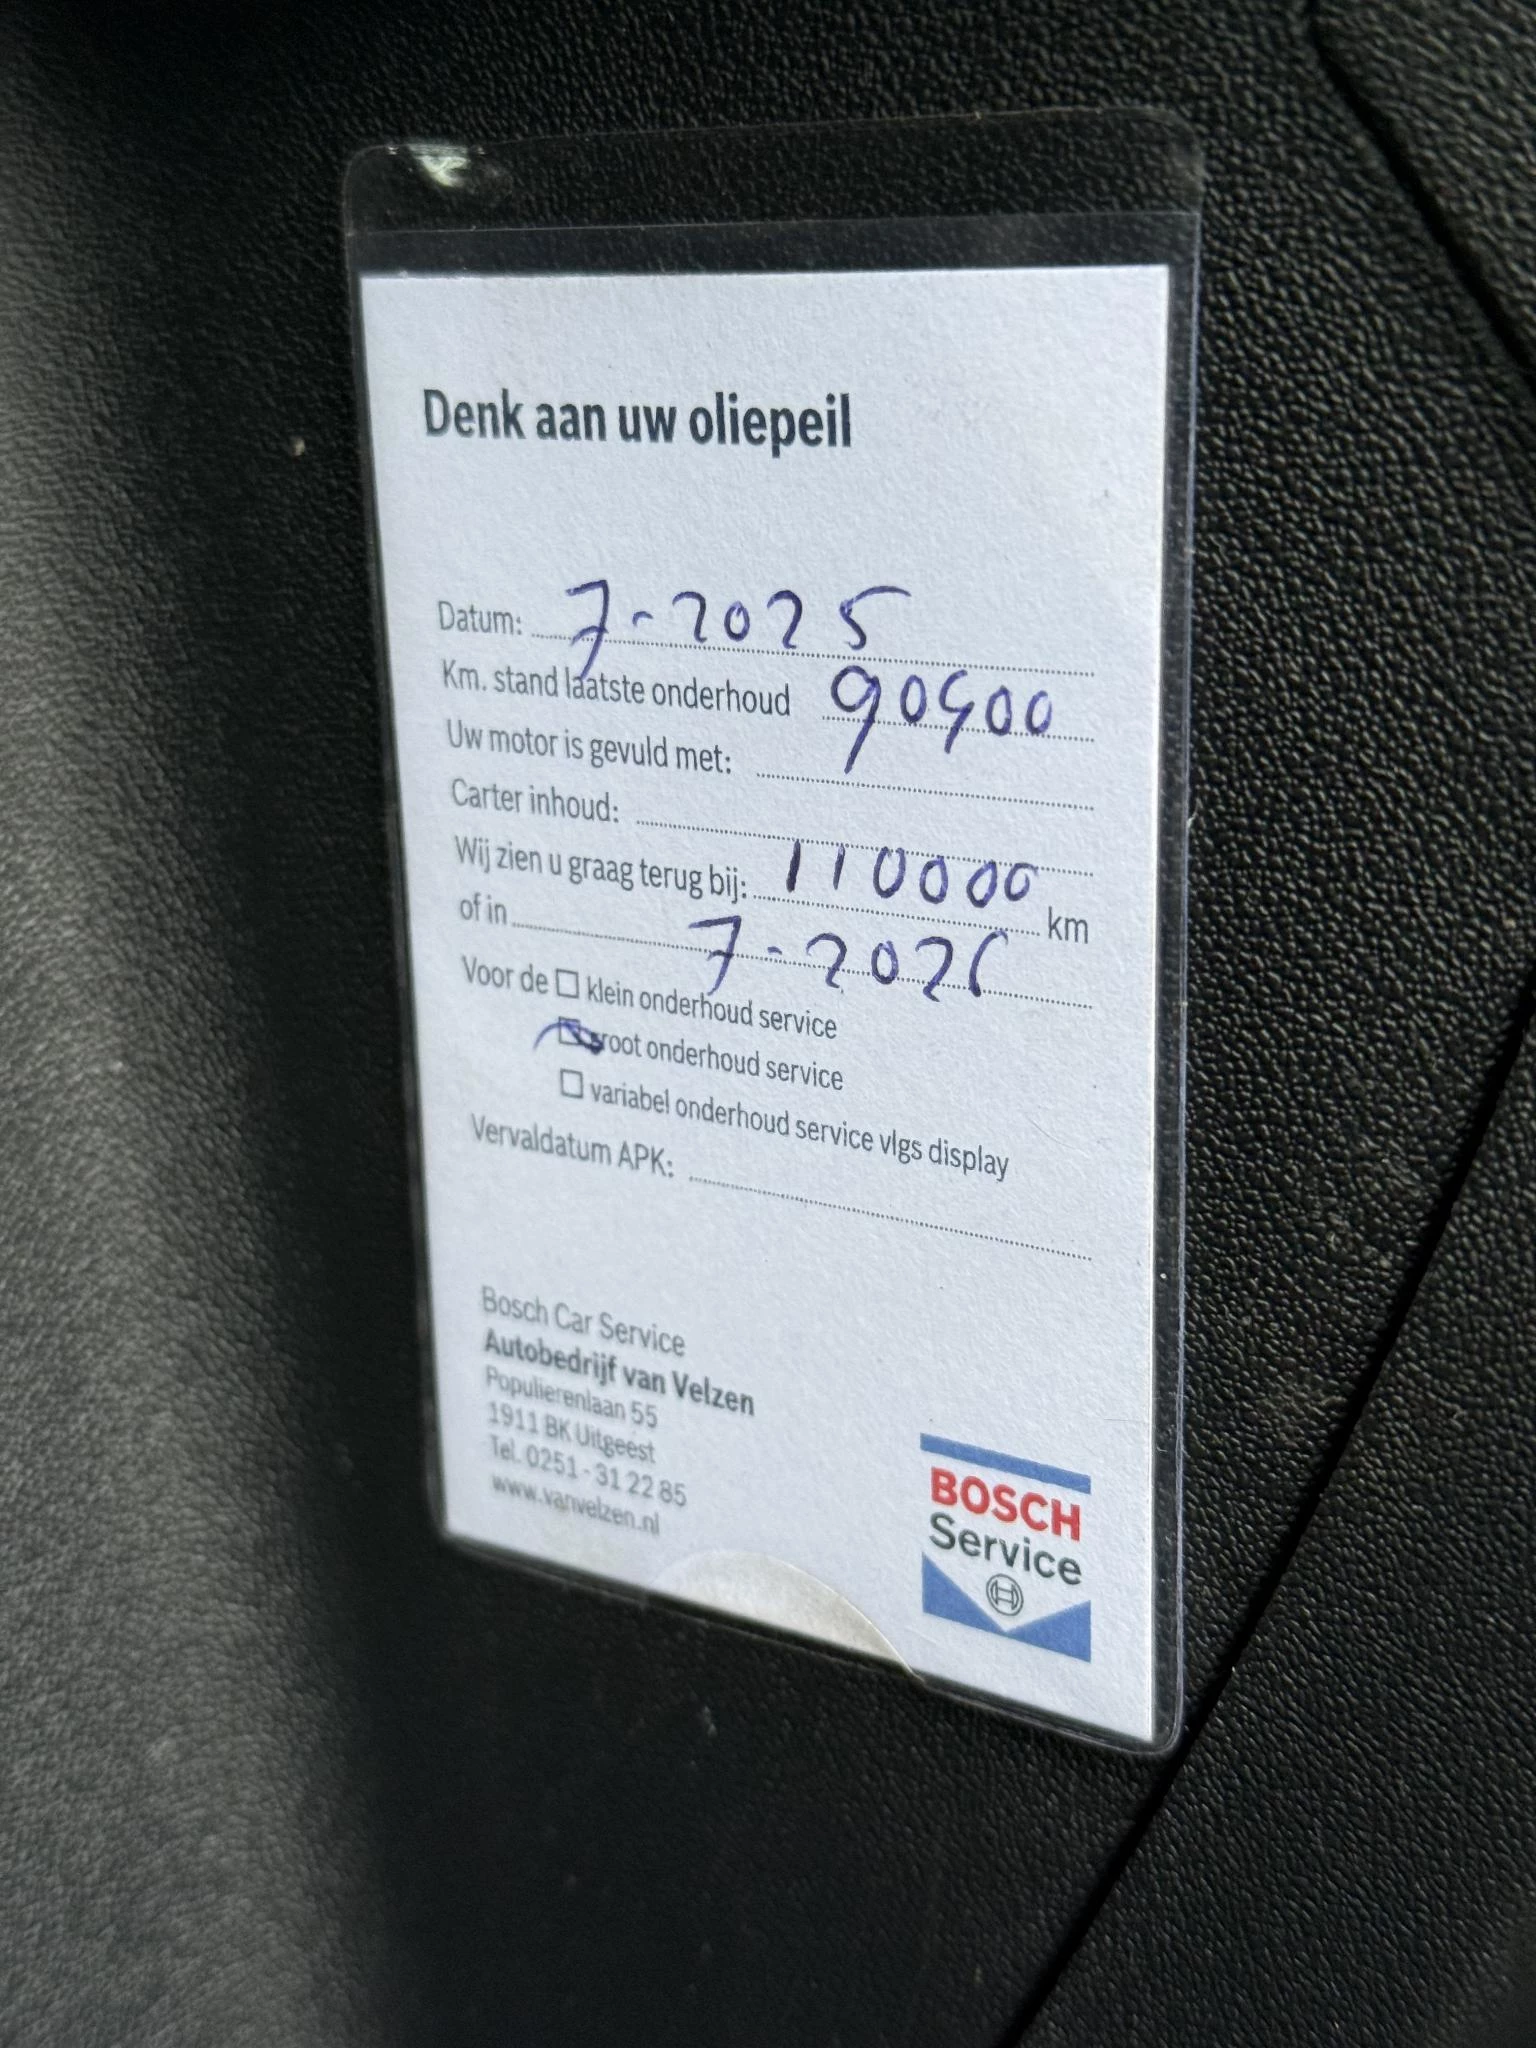 Denk aan uw oliepeil
Datum: 7-2025
Km. stand laatste onderhoud 90900
Uw motor is gevuld met:
Carter inhoud:
Wij zien u graag terug bij: 110000 km
of in 7-2026
Voor de ☐ klein onderhoud service
☑ groot onderhoud service
☐ variabel onderhoud service vlgs display
Vervaldatum APK:
Bosch Car Service
Autobedrijf van Velzen
Populierenlaan 55
1911 BK Uitgeest
Tel. 0251 - 31 22 85
www.vanvelzen.nl
BOSCH
Service